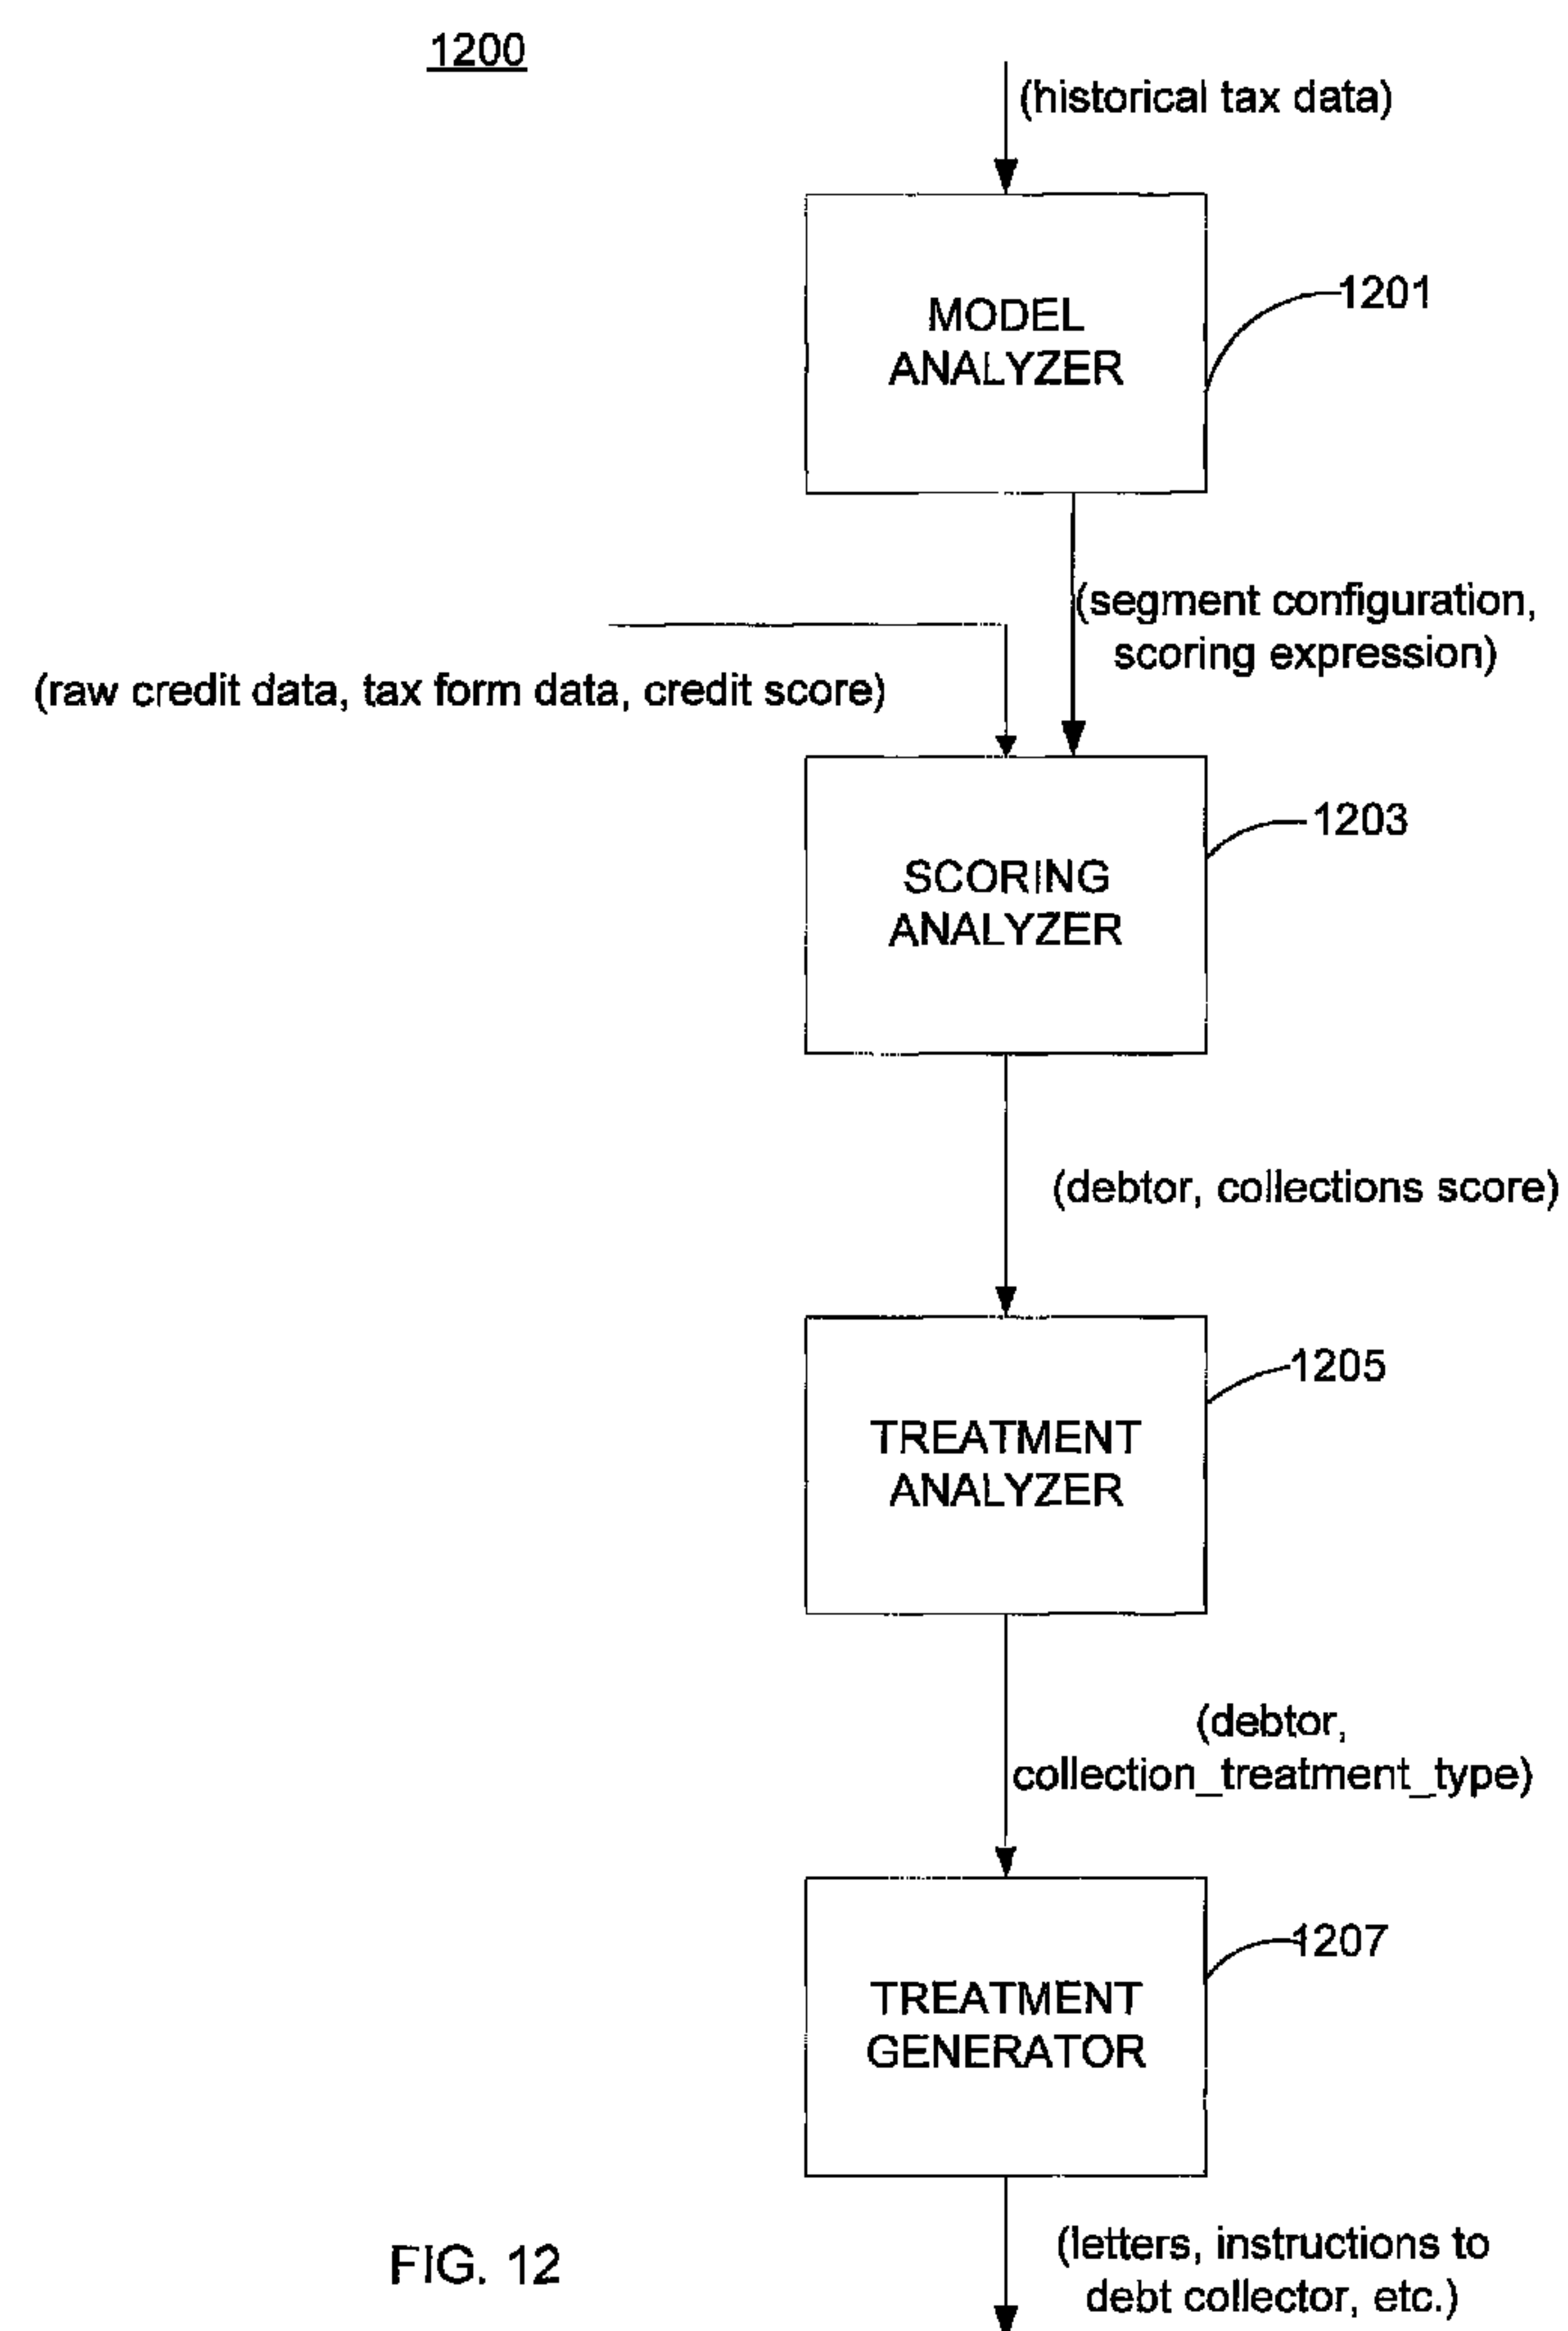 1200
(historical tax data)
MODEL
ANALYZER
1201
(segment configuration,
scoring expression)
(raw credit data, tax form data, credit score)
1203
SCORING
ANALYZER
(debtor, collections score)
1205
TREATMENT
ANALYZER
(debtor,
collection_treatment_type)
1207
TREATMENT
GENERATOR
(letters, instructions to
debt collector, etc.)
FIG. 12